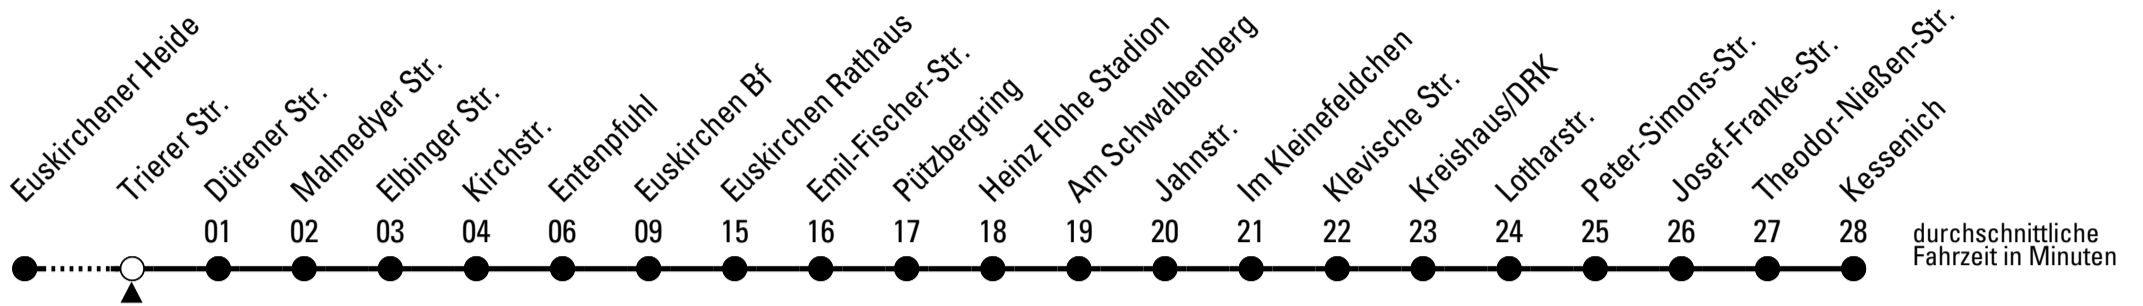 Euskirchener Heide
Trierer Str.
Dürener Str.
Malmedyer Str.
Elbinger Str.
Kirchstr.
Entenpfuhl
Euskirchen Bf
Euskirchen Rathaus
Emil-Fischer-Str.
Pützbergring
Heinz Flohe Stadion
Am Schwalbenberg
Jahnstr.
Im Kleinefeldchen
Klevische Str.
Kreishaus/DRK
Lotharstr.
Peter-Simons-Str.
Josef-Franke-Str.
Theodor-Nießen-Str.
Kessenich
01 02 03 04 06 09 15 16 17 18 19 20 21 22 23 24 25 26 27 28
durchschnittliche
Fahrzeit in Minuten